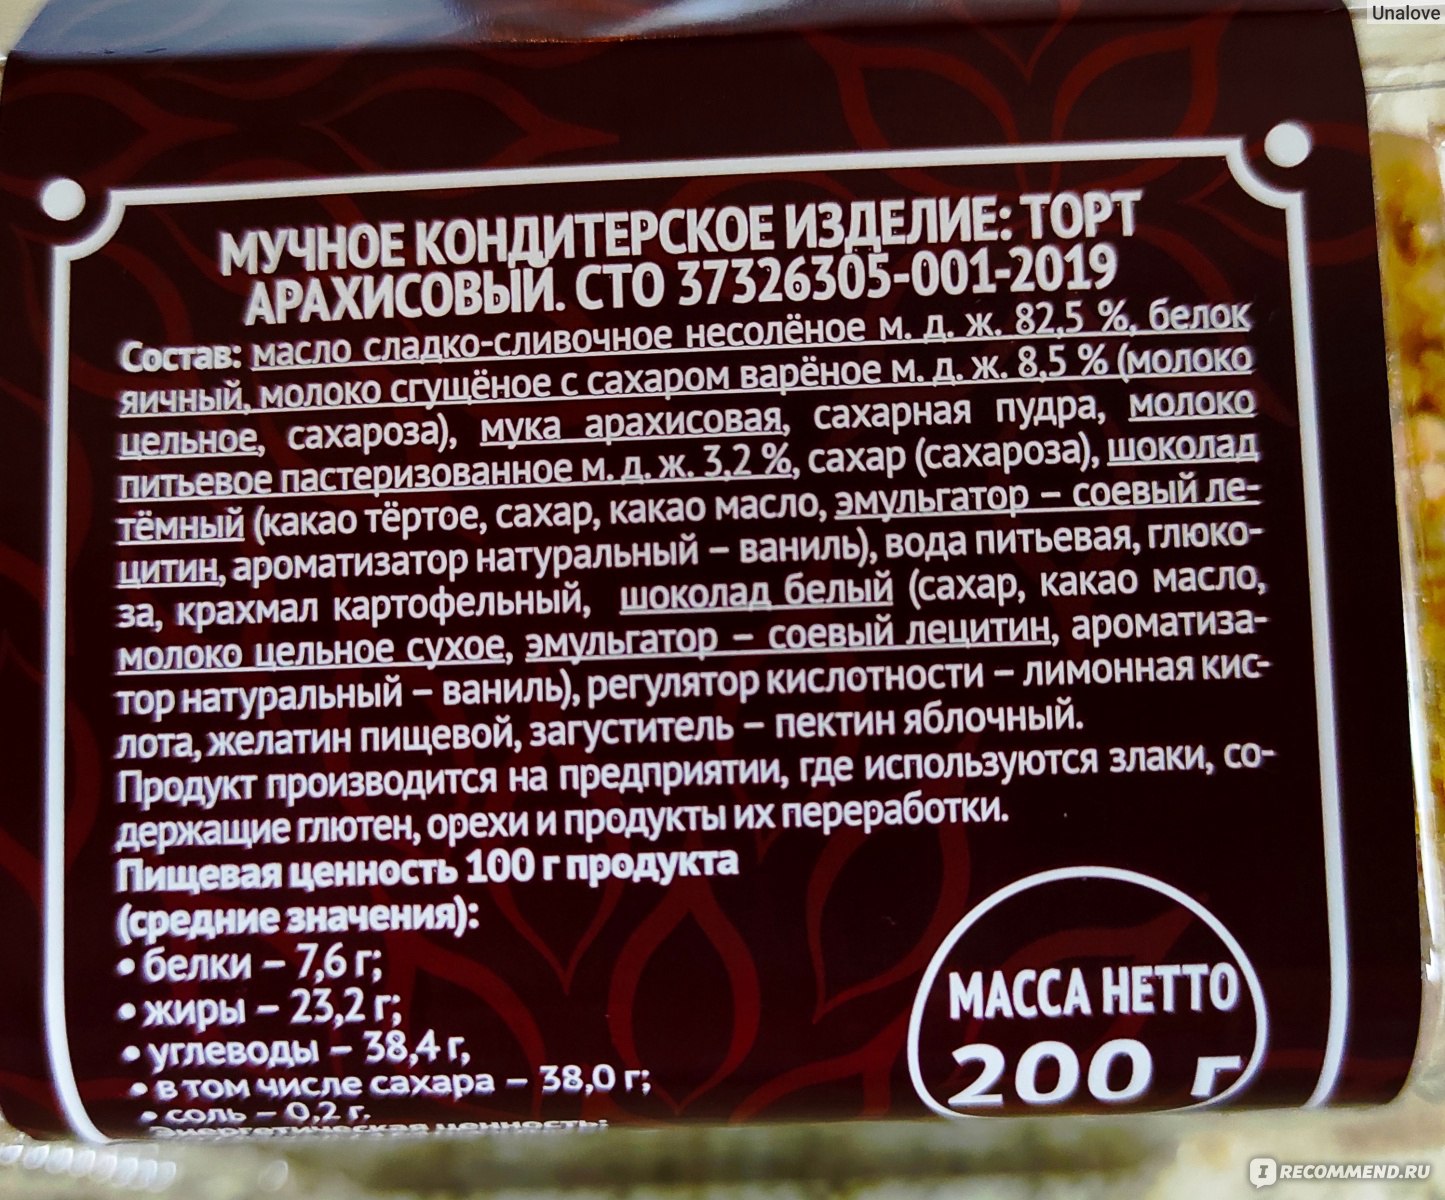 Unalove
МУЧНОЕ КОНДИТЕРСКОЕ ИЗДЕЛИЕ: ТОРТ
АРАХИСОВЫЙ. СТО 37326305-001-2019
Состав: масло сладко-сливочное несолёное м. д. ж. 82,5 %, белок
яичный, молоко сгущёное с сахаром варёное м. д. ж. 8,5 % (молоко
цельное, сахароза), мука арахисовая, сахарная пудра, молоко
питьевое пастеризованное м. д. ж. 3,2 %, сахар (сахароза), шоколад
тёмный (какао тёртое, сахар, какао масло, эмульгатор – соевый ле-
цитин, ароматизатор натуральный – ваниль), вода питьевая, глюко-
за, крахмал картофельный, шоколад белый (сахар, какао масло,
молоко цельное сухое, эмульгатор – соевый лецитин, ароматиза-
тор натуральный – ваниль), регулятор кислотности – лимонная кис-
лота, желатин пищевой, загуститель – пектин яблочный.
Продукт производится на предприятии, где используются злаки, со-
держащие глютен, орехи и продукты их переработки.
Пищевая ценность 100 г продукта
(средние значения):
• белки – 7,6 г;
• жиры – 23,2 г;
• углеводы – 38,4 г,
• в том числе сахара – 38,0 г;
• соль – 0,2 г.
Энергетическая ценность:
МАССА НЕТТО
200 г
IRECOMMEND.RU